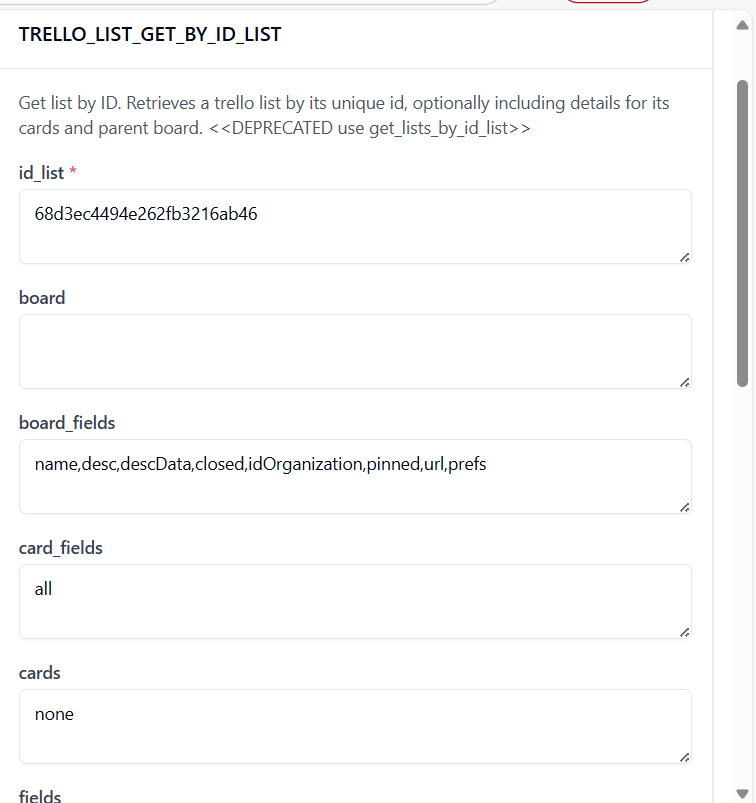 TRELLO_LIST_GET_BY_ID_LIST
Get list by ID. Retrieves a trello list by its unique id, optionally including details for its
cards and parent board. <<DEPRECATED use get_lists_by_id_list>>
id_list *
68d3ec4494e262fb3216ab46
board
board_fields
name,desc,descData,closed,idOrganization,pinned,url,prefs
card_fields
all
cards
none
fields